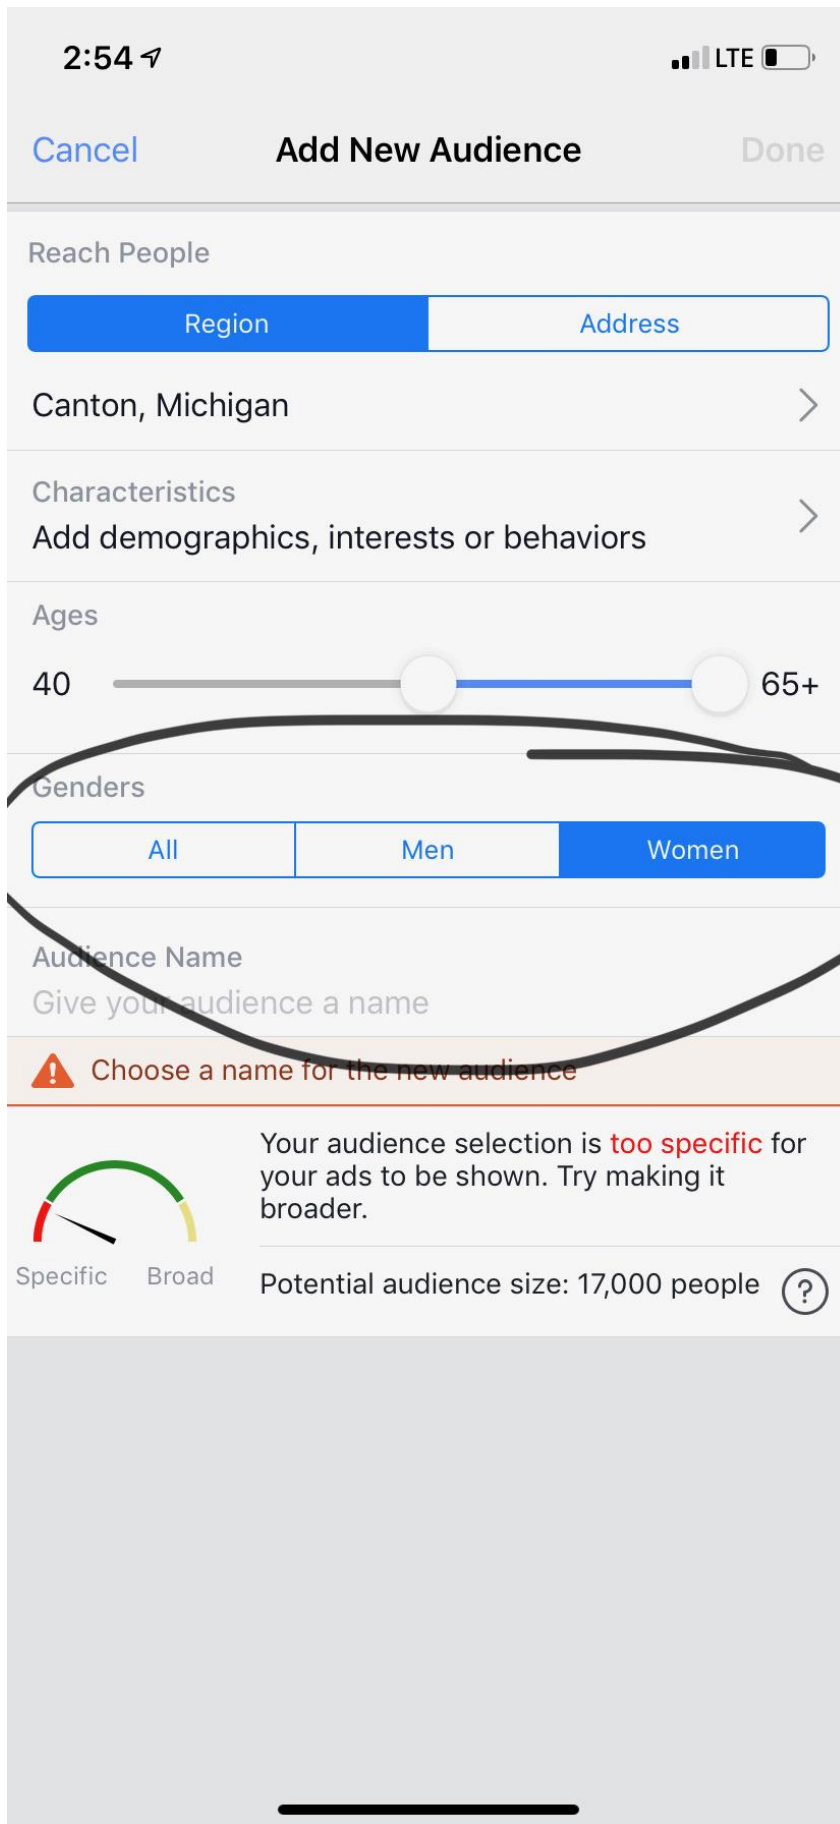 2:54 LTE
Cancel Add New Audience Done
Reach People
Region Address
Canton, Michigan
Characteristics
Add demographics, interests or behaviors
Ages
40 65+
Genders
All Men Women
Audience Name
Give your audience a name
Choose a name for the new audience
Your audience selection is too specific for
your ads to be shown. Try making it
broader.
Specific Broad
Potential audience size: 17,000 people ?